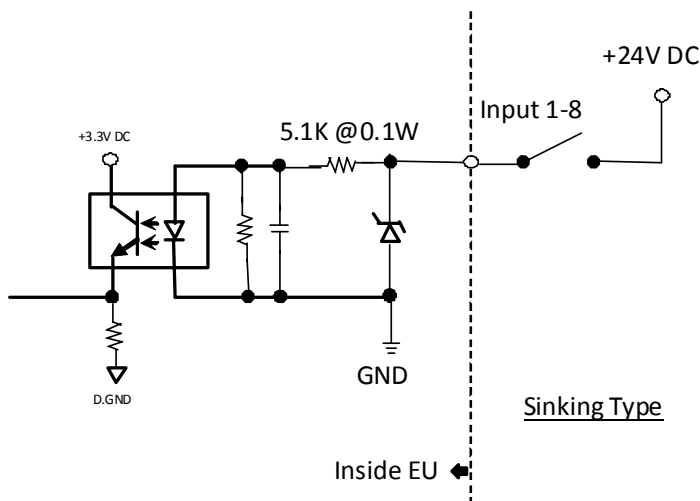 +24V DC
Input 1-8
5.1K @0.1W
+3.3V DC
GND
D.GND
Sinking Type
Inside EU